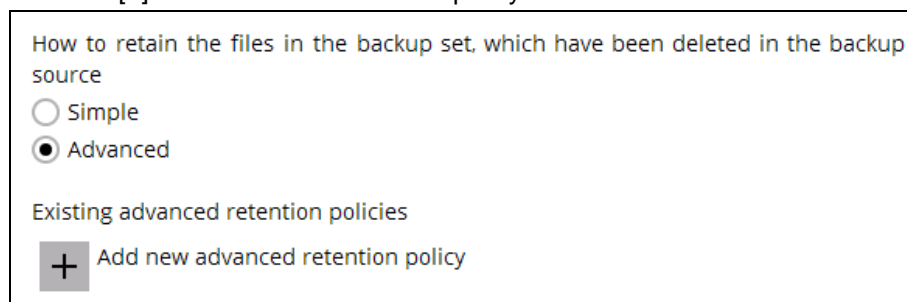 How to retain the files in the backup set, which have been deleted in the backup
source
Simple
Advanced
Existing advanced retention policies
+ Add new advanced retention policy